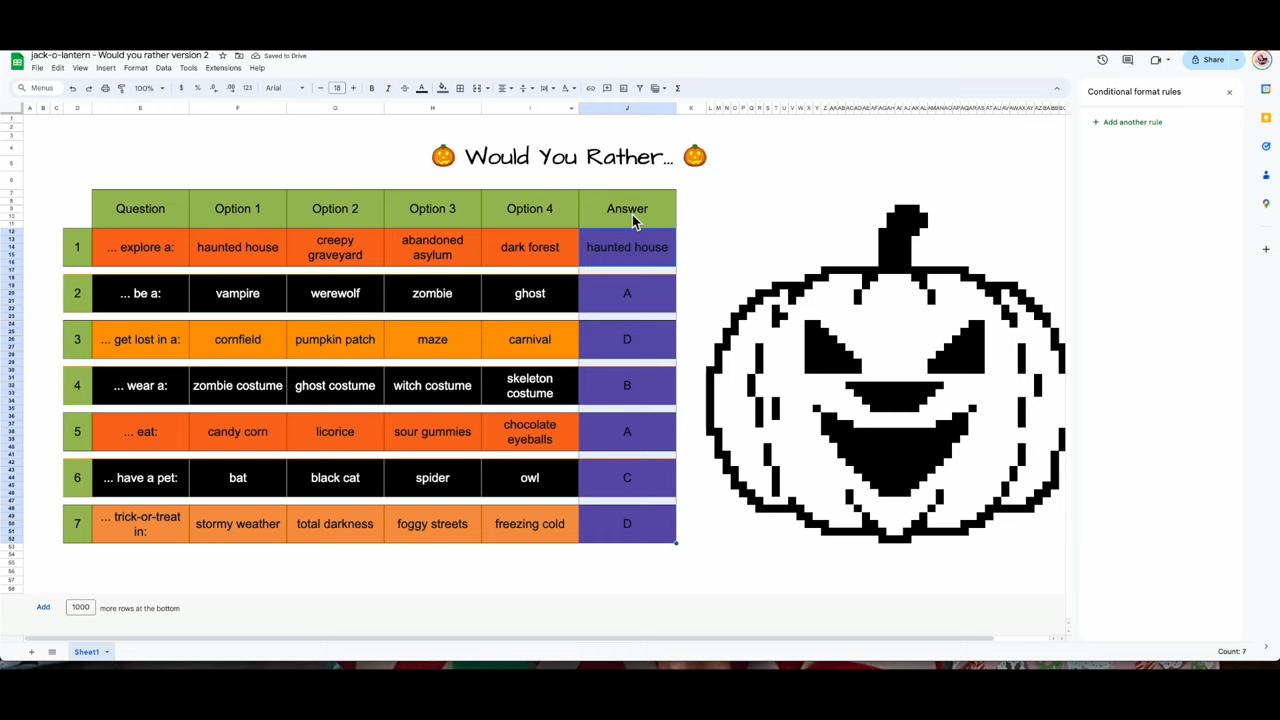 jack-o-lantern - Would you rather version 2
Saved to Drive
File Edit View Insert Format Data Tools Extensions Help
Share
Menus
100%
$ % .0 .00 123
Arial
18
Conditional format rules
Add another rule
A B C D E F G H I J K
Would You Rather...
Question Option 1 Option 2 Option 3 Option 4 Answer
1 ... explore a: haunted house creepy graveyard abandoned asylum dark forest haunted house
2 ... be a: vampire werewolf zombie ghost A
3 ... get lost in a: cornfield pumpkin patch maze carnival D
4 ... wear a: zombie costume ghost costume witch costume skeleton costume B
5 ... eat: candy corn licorice sour gummies chocolate eyeballs A
6 ... have a pet: bat black cat spider owl C
7 ... trick-or-treat in: stormy weather total darkness foggy streets freezing cold D
Add 1000 more rows at the bottom
Sheet1
Count: 7